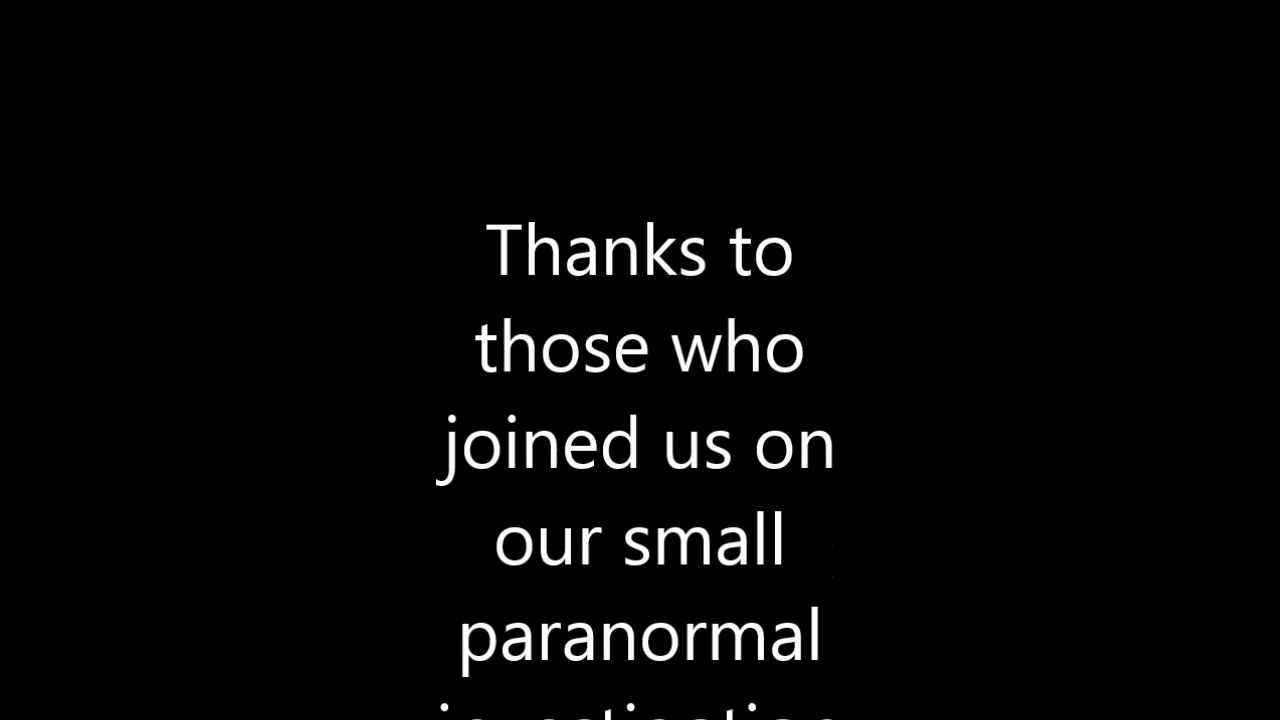 Thanks to
those who
joined us on
our small
paranormal